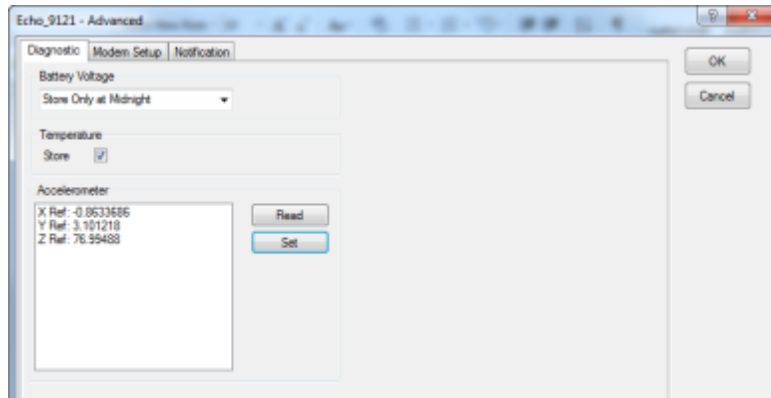 Echo_9121 - Advanced
Diagnostic Modem Setup Notification
OK
Battery Voltage
Store Only at Midnight
Cancel
Temperature
Store
Accelerometer
X Ref: -0.8633686
Y Ref: 3.101218
Z Ref: 76.99488
Read
Set